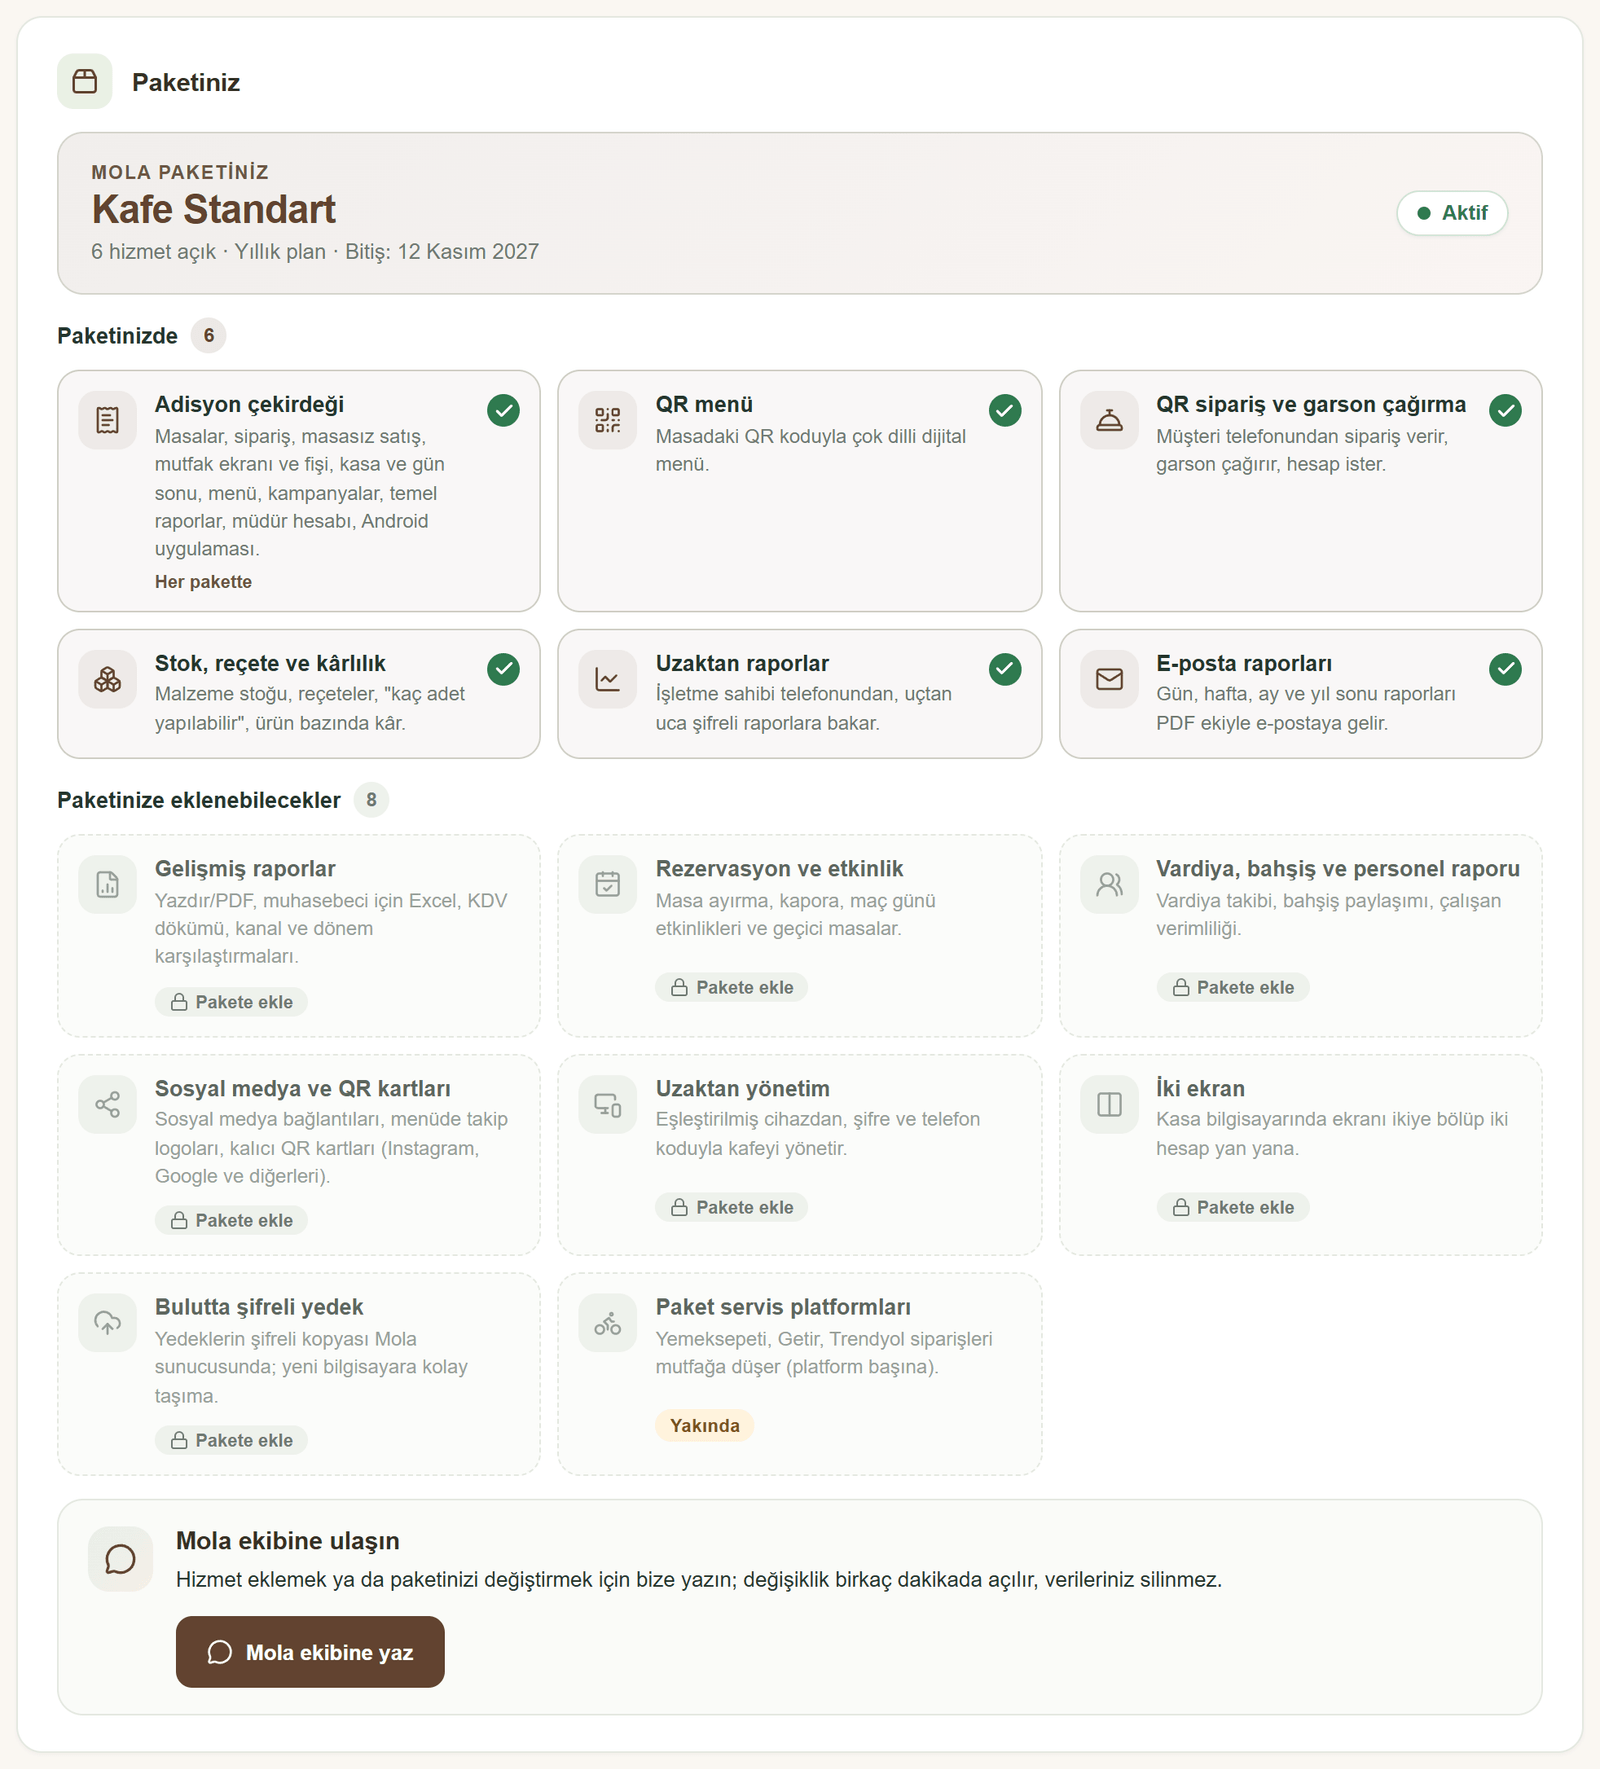 Paketiniz
MOLA PAKETİNİZ
Kafe Standart
6 hizmet açık · Yıllık plan · Bitiş: 12 Kasım 2027
Aktif
Paketinizde 6
Adisyon çekirdeği
Masalar, sipariş, masasız satış,
mutfak ekranı ve fişi, kasa ve gün
sonu, menü, kampanyalar, temel
raporlar, müdür hesabı, Android
uygulaması.
Her pakette
QR menü
Masadaki QR koduyla çok dilli dijital
menü.
QR sipariş ve garson çağırma
Müşteri telefonundan sipariş verir,
garson çağırır, hesap ister.
Stok, reçete ve kârlılık
Malzeme stoğu, reçeteler, "kaç adet
yapılabilir", ürün bazında kâr.
Uzaktan raporlar
İşletme sahibi telefonundan, uçtan
uca şifreli raporlara bakar.
E-posta raporları
Gün, hafta, ay ve yıl sonu raporları
PDF ekiyle e-postaya gelir.
Paketinize eklenebilecekler 8
Gelişmiş raporlar
Yazdır/PDF, muhasebeci için Excel, KDV
dökümü, kanal ve dönem
karşılaştırmaları.
Pakete ekle
Rezervasyon ve etkinlik
Masa ayırma, kapora, maç günü
etkinlikleri ve geçici masalar.
Pakete ekle
Vardiya, bahşiş ve personel raporu
Vardiya takibi, bahşiş paylaşımı, çalışan
verimliliği.
Pakete ekle
Sosyal medya ve QR kartları
Sosyal medya bağlantıları, menüde takip
logoları, kalıcı QR kartları (Instagram,
Google ve diğerleri).
Pakete ekle
Uzaktan yönetim
Eşleştirilmiş cihazdan, şifre ve telefon
koduyla kafeyi yönetir.
Pakete ekle
İki ekran
Kasa bilgisayarında ekranı ikiye bölüp iki
hesap yan yana.
Pakete ekle
Bulutta şifreli yedek
Yedeklerin şifreli kopyası Mola
sunucusunda; yeni bilgisayara kolay
taşıma.
Pakete ekle
Paket servis platformları
Yemeksepeti, Getir, Trendyol siparişleri
mutfağa düşer (platform başına).
Yakında
Mola ekibine ulaşın
Hizmet eklemek ya da paketinizi değiştirmek için bize yazın; değişiklik birkaç dakikada açılır, verileriniz silinmez.
Mola ekibine yaz